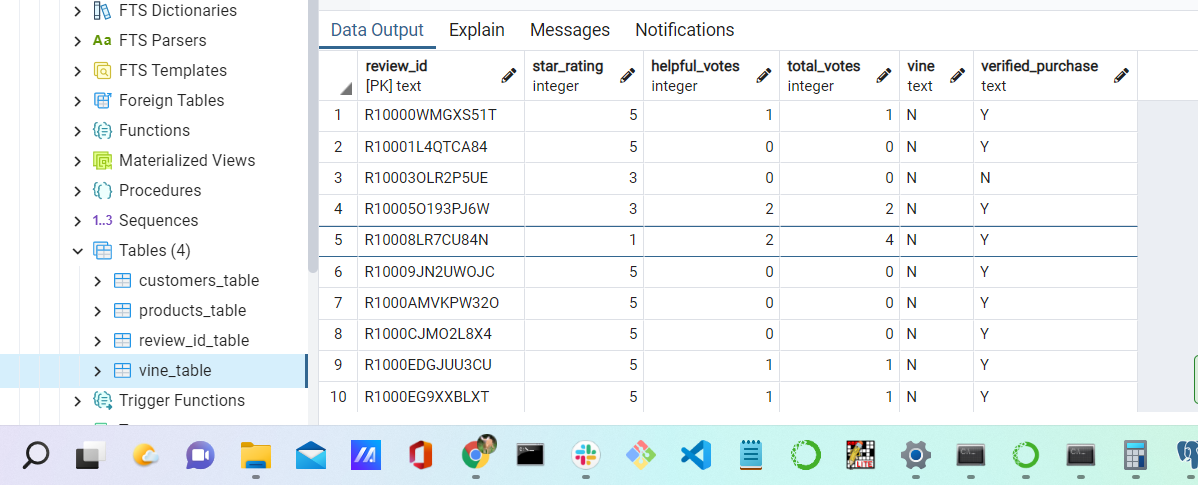 FTS Dictionaries
Aa FTS Parsers
FTS Templates
Foreign Tables
Functions
Materialized Views
Procedures
1..3 Sequences
Tables (4)
customers_table
products_table
review_id_table
vine_table
Trigger Functions
Data Output Explain Messages Notifications
review_id star_rating helpful_votes total_votes vine verified_purchase
[PK] text integer integer integer text text
1 R10000WMGXS51T 5 1 1 N Y
2 R10001L4QTCA84 5 0 0 N Y
3 R10003OLR2P5UE 3 0 0 N N
4 R10005O193PJ6W 3 2 2 N Y
5 R10008LR7CU84N 1 2 4 N Y
6 R10009JN2UWOJC 5 0 0 N Y
7 R1000AMVKPW32O 5 0 0 N Y
8 R1000CJMO2L8X4 5 0 0 N Y
9 R1000EDGJUU3CU 5 1 1 N Y
10 R1000EG9XXBLXT 5 1 1 N Y